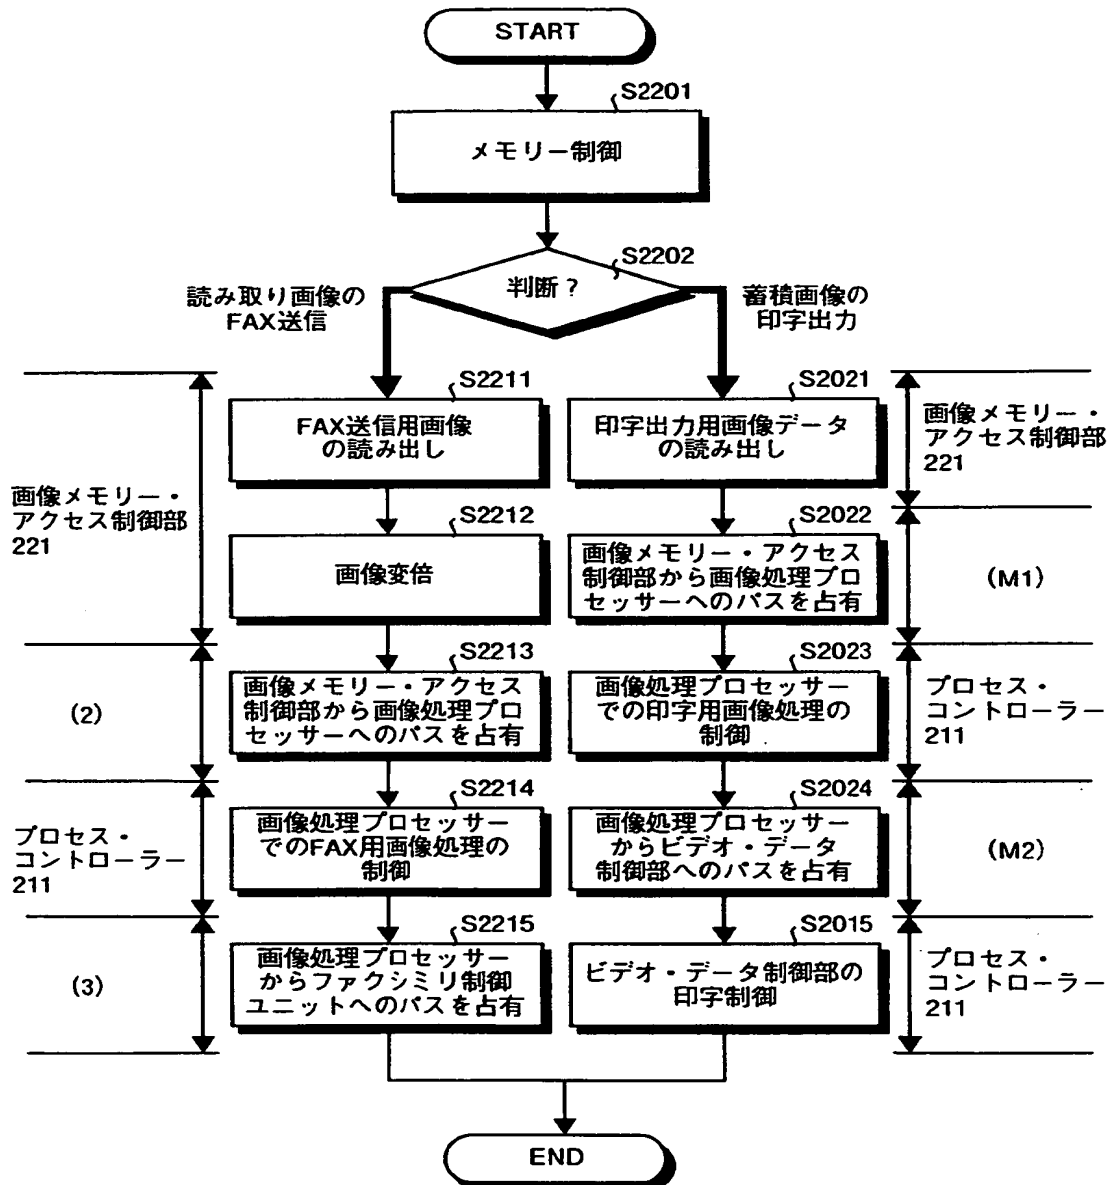 START
S2201
メモリー制御
S2202
判断?
読み取り画像の
FAX送信
蓄積画像の
印字出力
S2211
FAX送信用画像
の読み出し
S2021
印字出力用画像データ
の読み出し
画像メモリー・
アクセス制御部
221
画像メモリー・
アクセス制御部
221
S2212
画像変倍
S2022
画像メモリー・アクセス
制御部から画像処理プロ
セッサーへのバスを占有
(M1)
(2)
S2213
画像メモリー・アクセス
制御部から画像処理プロ
セッサーへのバスを占有
S2023
画像処理プロセッサー
での印字用画像処理の
制御
プロセス・
コントローラー
211
プロセス・
コントローラー
211
S2214
画像処理プロセッサー
でのFAX用画像処理の
制御
S2024
画像処理プロセッサー
からビデオ・データ
制御部へのバスを占有
(M2)
(3)
S2215
画像処理プロセッサー
からファクシミリ制御
ユニットへのバスを占有
S2015
ビデオ・データ制御部の
印字制御
プロセス・
コントローラー
211
END